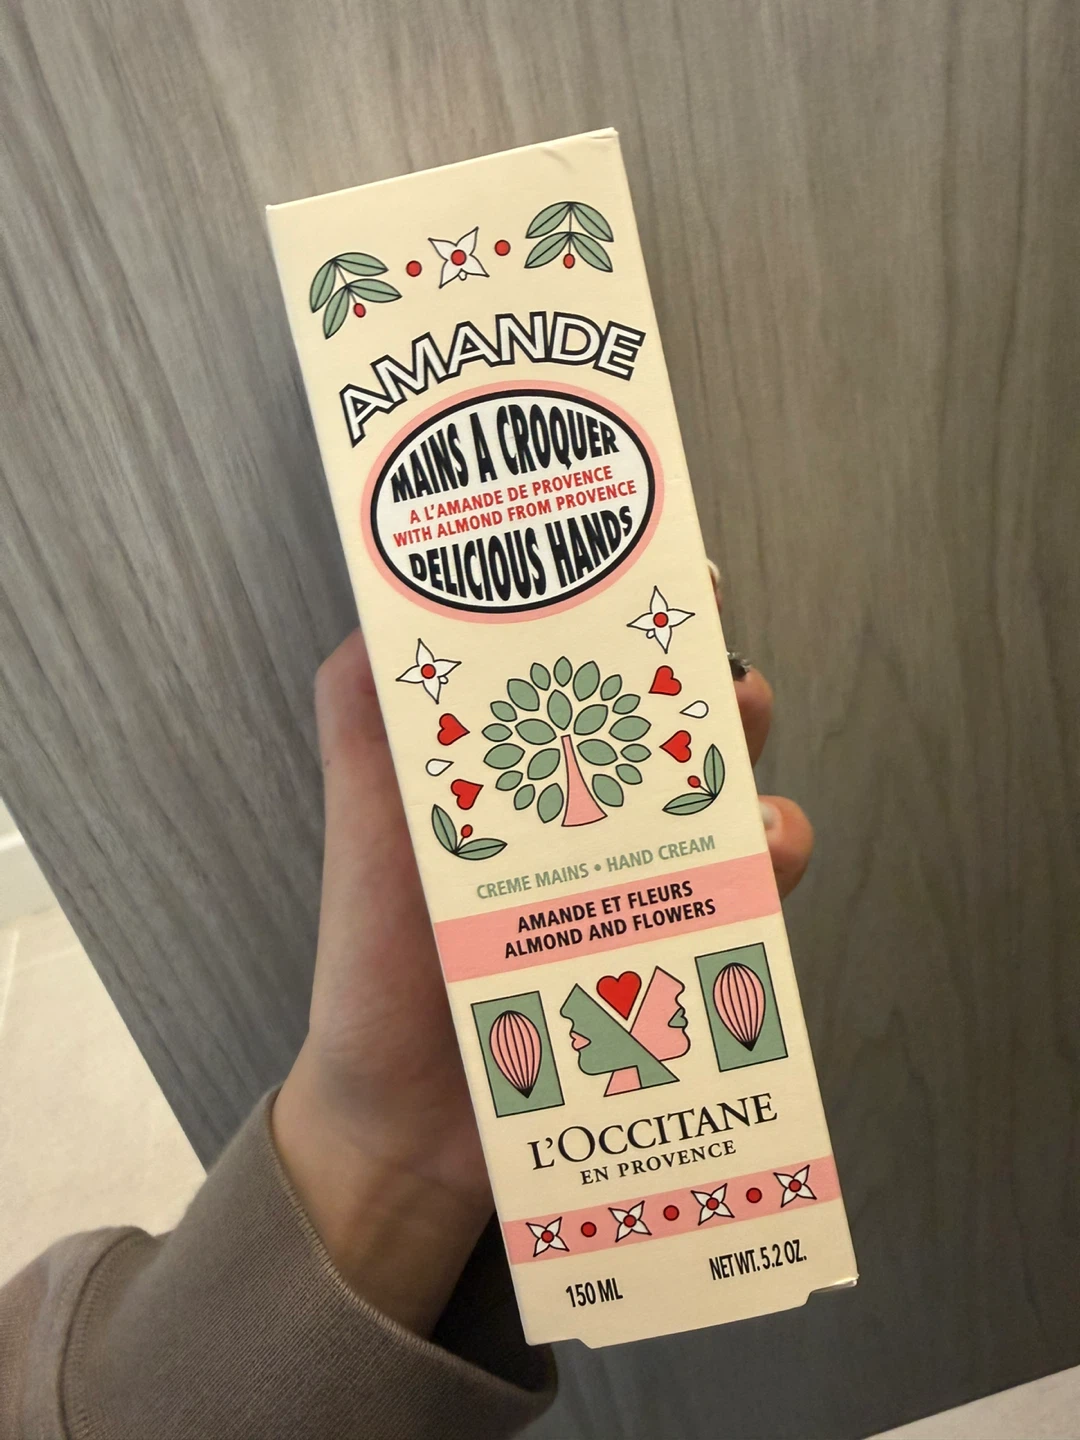 AMANDE
MAINS A CROQUER
A L'AMANDE DE PROVENCE
WITH ALMOND FROM PROVENCE
DELICIOUS HANDS
CREME MAINS • HAND CREAM
AMANDE ET FLEURS
ALMOND AND FLOWERS
L'OCCITANE
EN PROVENCE
150 ML NET WT. 5.2 OZ.